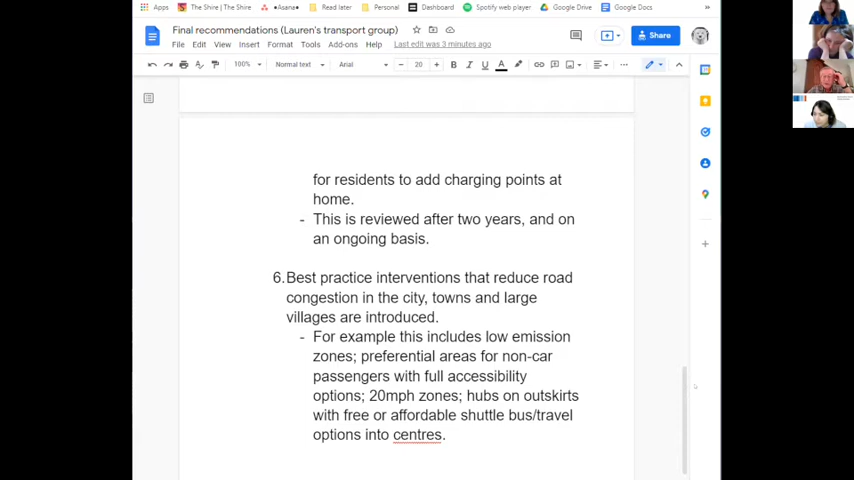 Apps The Shire | The Shire •Asana• Read later Personal Dashboard Spotify web player Google Drive Google Docs »
Final recommendations (Lauren's transport group)
File Edit View Insert Format Tools Add-ons Help Last edit was 3 minutes ago
Share
100% Normal text Arial 20 B I U A
for residents to add charging points at
home.
- This is reviewed after two years, and on
an ongoing basis.
6. Best practice interventions that reduce road
congestion in the city, towns and large
villages are introduced.
- For example this includes low emission
zones; preferential areas for non-car
passengers with full accessibility
options; 20mph zones; hubs on outskirts
with free or affordable shuttle bus/travel
options into centres.